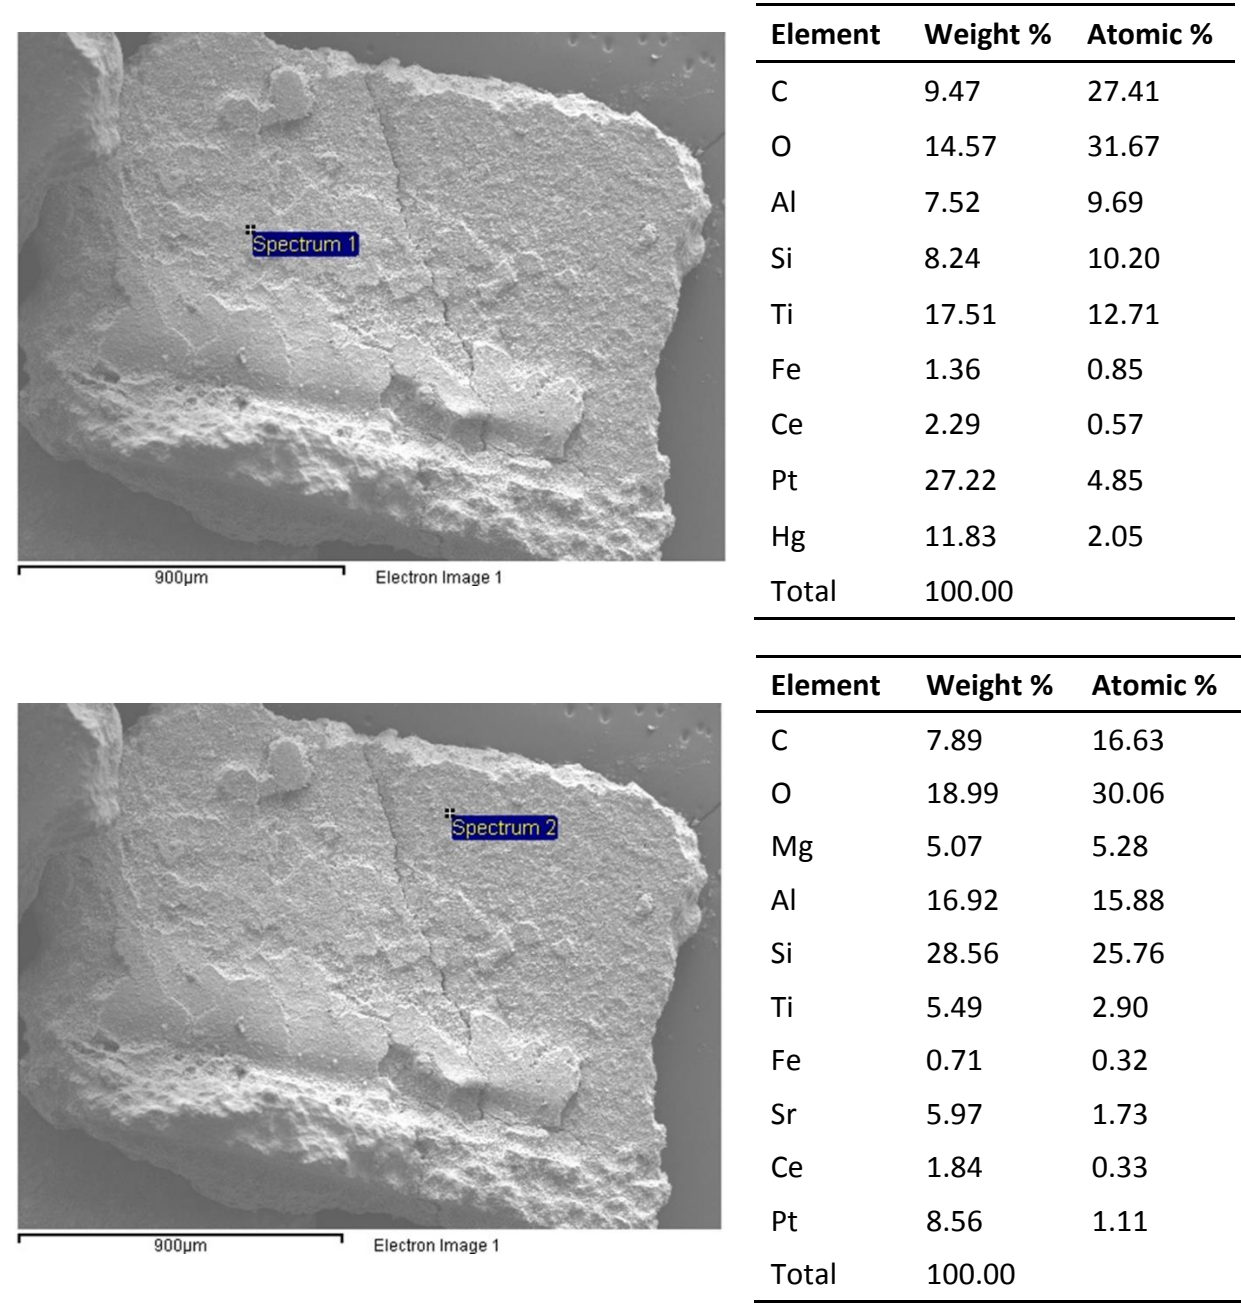 Spectrum 1
900µm Electron Image 1
Element Weight % Atomic %
C 9.47 27.41
O 14.57 31.67
Al 7.52 9.69
Si 8.24 10.20
Ti 17.51 12.71
Fe 1.36 0.85
Ce 2.29 0.57
Pt 27.22 4.85
Hg 11.83 2.05
Total 100.00
Spectrum 2
900µm Electron Image 1
Element Weight % Atomic %
C 7.89 16.63
O 18.99 30.06
Mg 5.07 5.28
Al 16.92 15.88
Si 28.56 25.76
Ti 5.49 2.90
Fe 0.71 0.32
Sr 5.97 1.73
Ce 1.84 0.33
Pt 8.56 1.11
Total 100.00